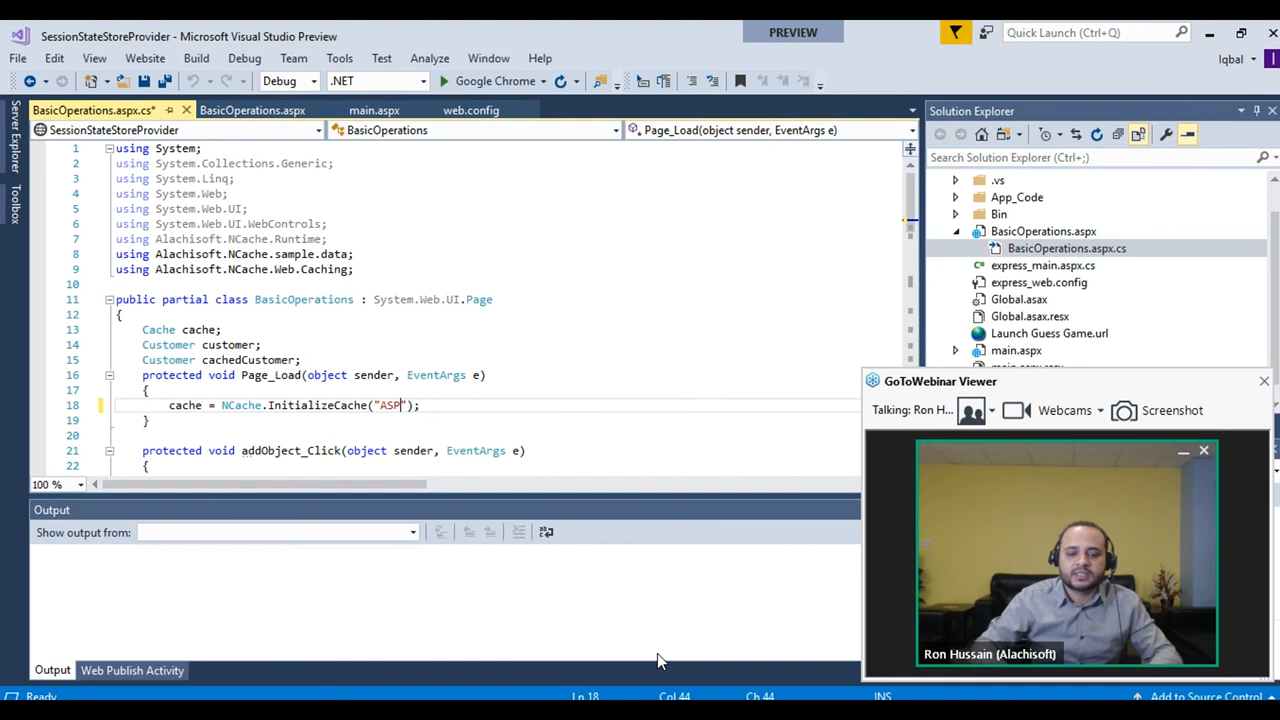 SessionStateStoreProvider - Microsoft Visual Studio Preview
PREVIEW
Quick Launch (Ctrl+Q)
File Edit View Website Build Debug Team Tools Test Analyze Window Help
Iqbal
I
Debug .NET Google Chrome
Server Explorer
Toolbox
BasicOperations.aspx.cs* BasicOperations.aspx main.aspx web.config
SessionStateStoreProvider BasicOperations Page_Load(object sender, EventArgs e)
1 using System;
2 using System.Collections.Generic;
3 using System.Linq;
4 using System.Web;
5 using System.Web.UI;
6 using System.Web.UI.WebControls;
7 using Alachisoft.NCache.Runtime;
8 using Alachisoft.NCache.sample.data;
9 using Alachisoft.NCache.Web.Caching;
10
11 public partial class BasicOperations : System.Web.UI.Page
12 {
13 Cache cache;
14 Customer customer;
15 Customer cachedCustomer;
16 protected void Page_Load(object sender, EventArgs e)
17 {
18 cache = NCache.InitializeCache("ASP");
19 }
20
21 protected void addObject_Click(object sender, EventArgs e)
22 {
100 %
Output
Show output from:
Output Web Publish Activity
Ready Ln 18 Col 44 Ch 44 INS Add to Source Control
Solution Explorer
Search Solution Explorer (Ctrl+;)
.vs
App_Code
Bin
BasicOperations.aspx
BasicOperations.aspx.cs
express_main.aspx.cs
express_web.config
Global.asax
Global.asax.resx
Launch Guess Game.url
main.aspx
GoToWebinar Viewer
Talking: Ron H... Webcams Screenshot
Ron Hussain (Alachisoft)